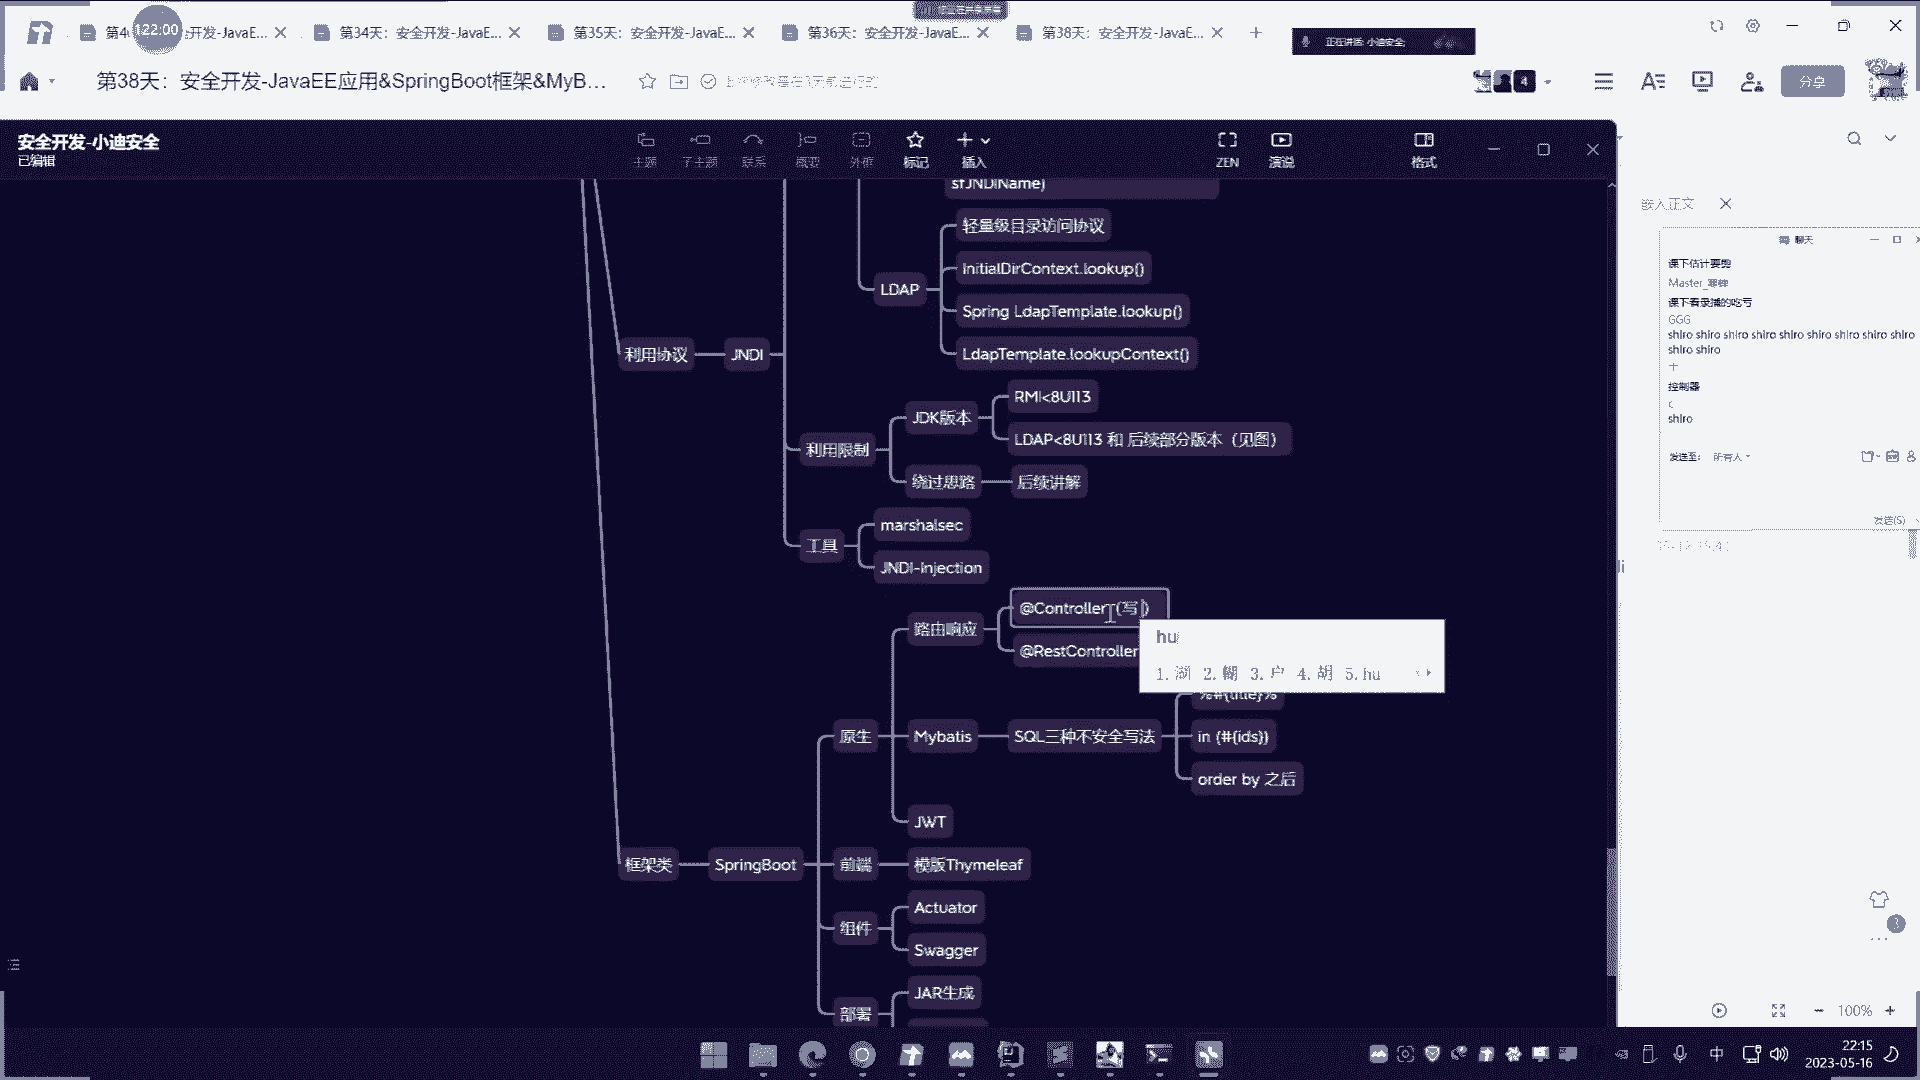 第4
122:00
开发-JavaE...
第34天：安全开发-JavaE...
第35天：安全开发-JavaE...
第36天：安全开发-JavaE...
第38天：安全开发-JavaE...
正在讲话: 小迪安全;
第38天：安全开发-JavaEE应用&SpringBoot框架&MyB...
分享
安全开发-小迪安全
已编辑
主题
子主题
联系
概要
外框
标记
插入
ZEN
演说
格式
sfJNDIName)
轻量级目录访问协议
InitialDirContext.lookup()
LDAP
Spring LdapTemplate.lookup()
LdapTemplate.lookupContext()
利用协议
JNDI
RMI<8U113
JDK版本
LDAP<8U113 和 后续部分版本（见图）
利用限制
绕过思路
后续讲解
marshalsec
工具
JNDI-Injection
@Controller (写)
路由响应
@RestController
hu
1. 湖 2. 糊 3. 户 4. 胡 5. hu
%#{title}%
原生
Mybatis
SQL三种不安全写法
in (#{ids})
order by 之后
JWT
框架类
SpringBoot
前端
模版Thymeleaf
Actuator
组件
Swagger
JAR生成
部署
嵌入正文
聊天
课下估计要剪
课下看录播的吃亏
GGG
shiro shiro shiro shiro shiro shiro shiro shiro shiro
shiro shiro
十
控制器
c
shiro
发送至:
所有人
发送(S)
3
100%
中
22:15
2023-05-16